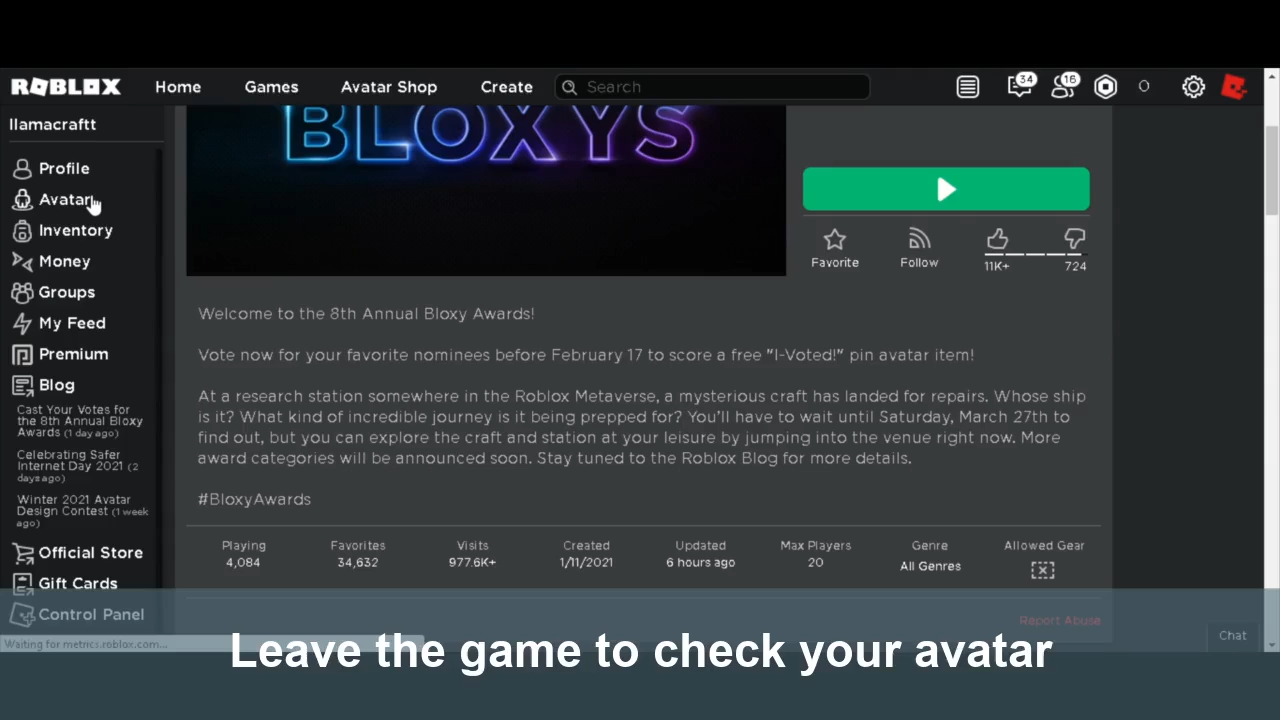 ROBLOX Home Games Avatar Shop Create Search 34 16 0
llamacraftt
Profile
Avatar
Inventory
Money
Groups
My Feed
Premium
Blog
Cast Your Votes for
the 8th Annual Bloxy
Awards (1 day ago)
Celebrating Safer
Internet Day 2021 (2
days ago)
Winter 2021 Avatar
Design Contest (1 week
ago)
Official Store
Gift Cards
Control Panel
Waiting for metrics.roblox.com...
BLOXYS
Favorite Follow 11K+ 724
Welcome to the 8th Annual Bloxy Awards!
Vote now for your favorite nominees before February 17 to score a free "I-Voted!" pin avatar item!
At a research station somewhere in the Roblox Metaverse, a mysterious craft has landed for repairs. Whose ship
is it? What kind of incredible journey is it being prepped for? You'll have to wait until Saturday, March 27th to
find out, but you can explore the craft and station at your leisure by jumping into the venue right now. More
award categories will be announced soon. Stay tuned to the Roblox Blog for more details.
#BloxyAwards
Playing Favorites Visits Created Updated Max Players Genre Allowed Gear
4,084 34,632 977.6K+ 1/11/2021 6 hours ago 20 All Genres
Report Abuse
Chat
Leave the game to check your avatar